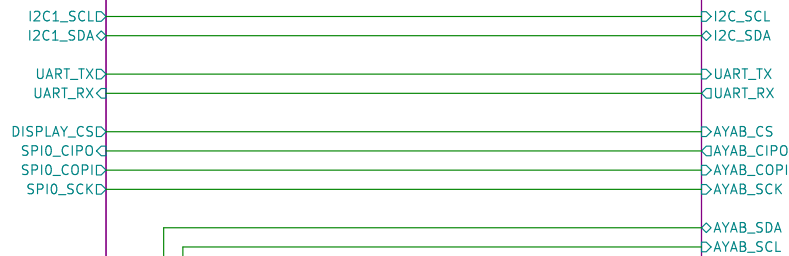 I2C1_SCL I2C_SCL
I2C1_SDA I2C_SDA
UART_TX UART_TX
UART_RX UART_RX
DISPLAY_CS AYAB_CS
SPI0_CIPO AYAB_CIPO
SPI0_COPI AYAB_COPI
SPI0_SCK AYAB_SCK
AYAB_SDA
AYAB_SCL